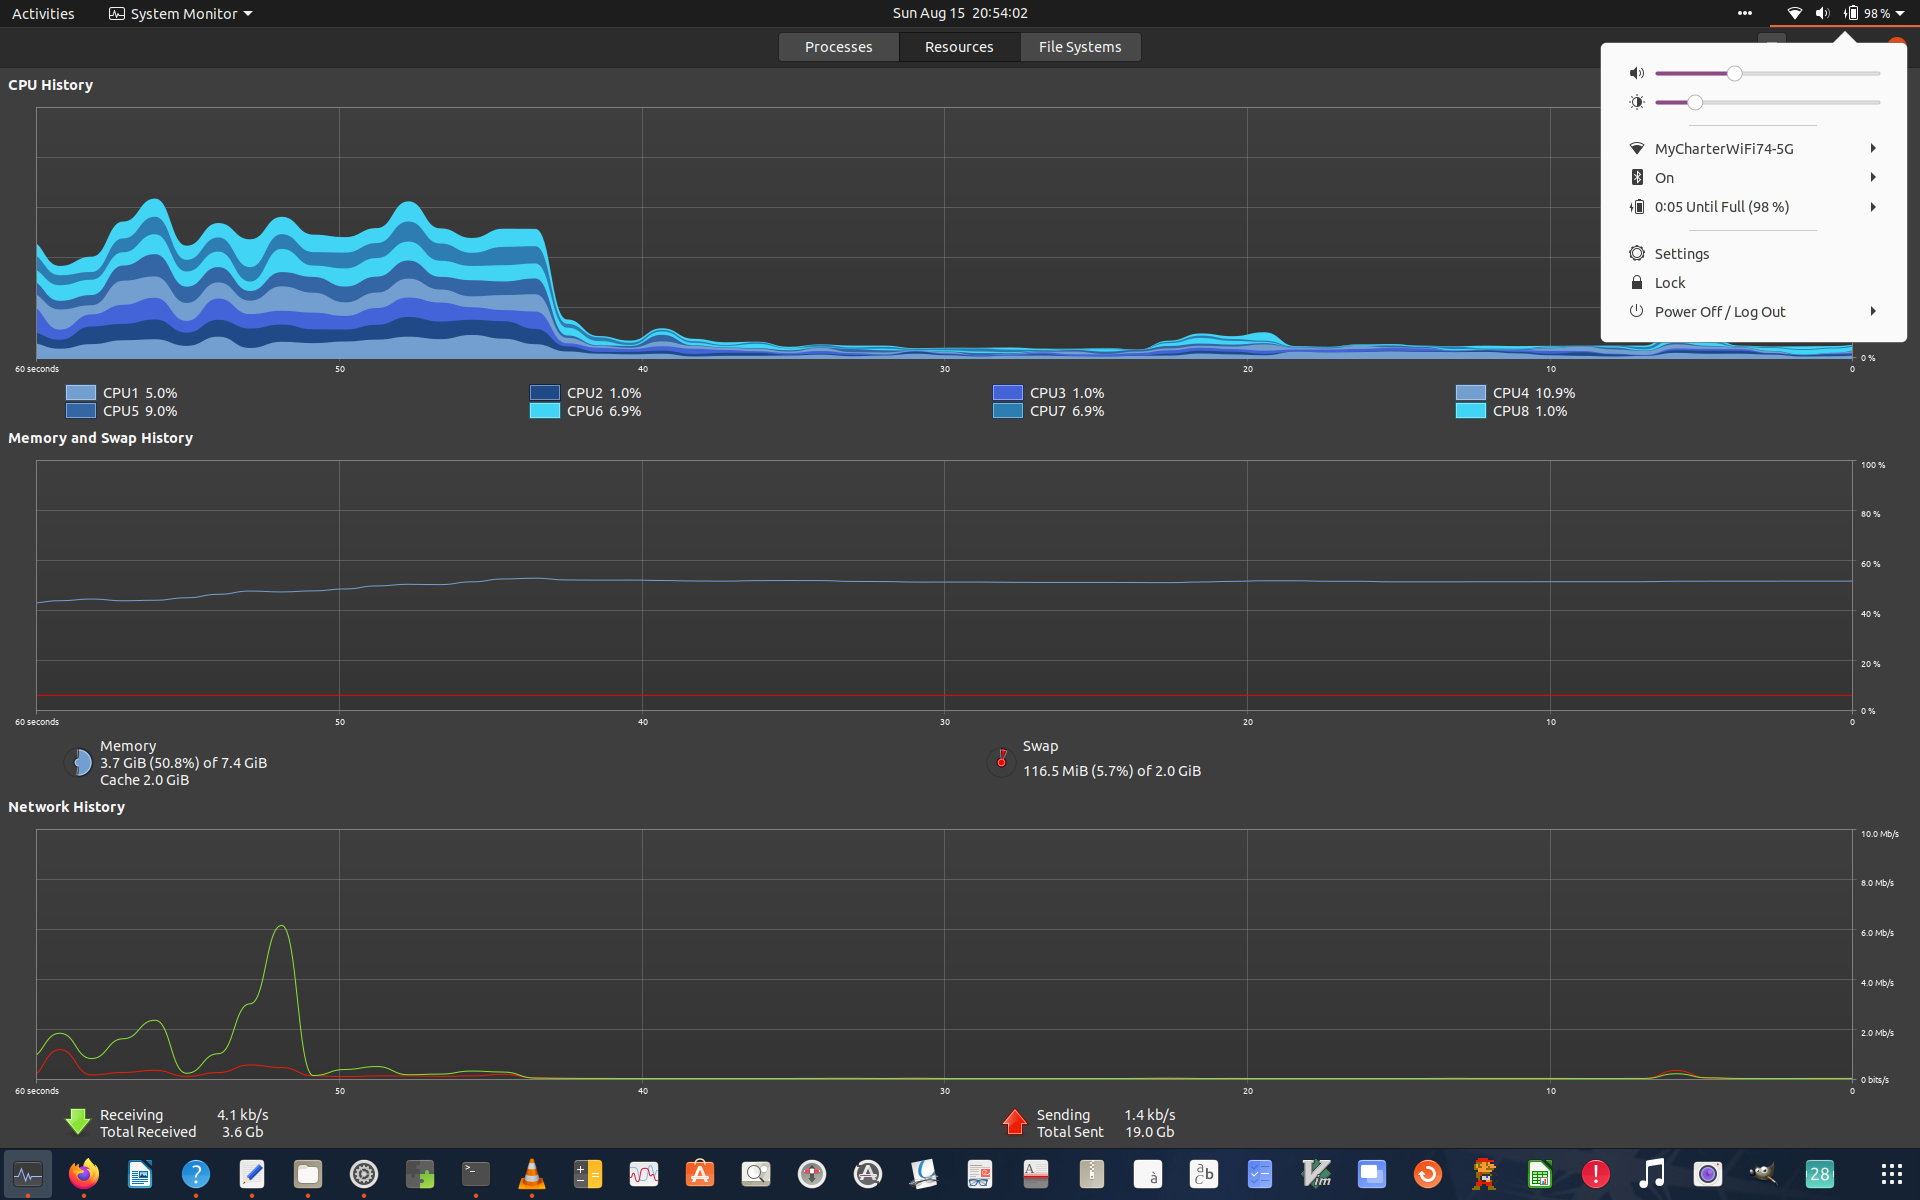 Activities
System Monitor
Sun Aug 15 20:54:02
98 %
Processes
Resources
File Systems
CPU History
MyCharterWiFi74-5G
On
0:05 Until Full (98 %)
Settings
Lock
Power Off / Log Out
0 %
60 seconds 50 40 30 20 10 0
CPU1 5.0% CPU2 1.0% CPU3 1.0% CPU4 10.9%
CPU5 9.0% CPU6 6.9% CPU7 6.9% CPU8 1.0%
Memory and Swap History
100 %
80 %
60 %
40 %
20 %
0 %
60 seconds 50 40 30 20 10 0
Memory
3.7 GiB (50.8%) of 7.4 GiB
Cache 2.0 GiB
Swap
116.5 MiB (5.7%) of 2.0 GiB
Network History
10.0 Mb/s
8.0 Mb/s
6.0 Mb/s
4.0 Mb/s
2.0 Mb/s
0 bits/s
60 seconds 50 40 30 20 10 0
Receiving 4.1 kb/s
Total Received 3.6 Gb
Sending 1.4 kb/s
Total Sent 19.0 Gb
28